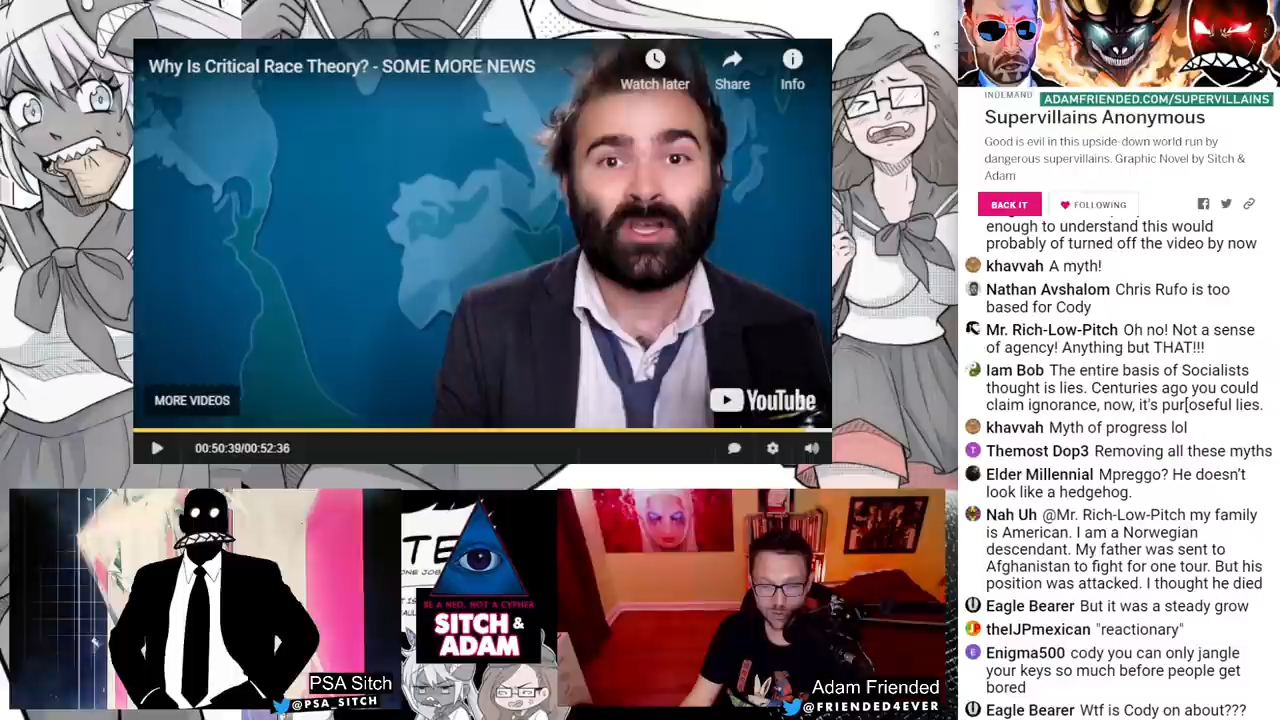 Why Is Critical Race Theory? - SOME MORE NEWS
Watch later
Share
Info
MORE VIDEOS
YouTube
00:50:39/00:52:36
INDEMAND
ADAMFRIENDED.COM/SUPERVILLAINS
Supervillains Anonymous
Good is evil in this upside-down world run by
dangerous supervillains. Graphic Novel by Sitch &
Adam
BACK IT
FOLLOWING
enough to understand this would
probably of turned off the video by now
khavvah A myth!
Nathan Avshalom Chris Rufo is too
based for Cody
Mr. Rich-Low-Pitch Oh no! Not a sense
of agency! Anything but THAT!!!
Iam Bob The entire basis of Socialists
thought is lies. Centuries ago you could
claim ignorance, now, it's pur[oseful lies.
khavvah Myth of progress lol
Themost Dop3 Removing all these myths
Elder Millennial Mpreggo? He doesn't
look like a hedgehog.
Nah Uh @Mr. Rich-Low-Pitch my family
is American. I am a Norwegian
descendant. My father was sent to
Afghanistan to fight for one tour. But his
position was attacked. I thought he died
Eagle Bearer But it was a steady grow
theIJPmexican "reactionary"
Enigma500 cody you can only jangle
your keys so much before people get
bored
Eagle Bearer Wtf is Cody on about???
PSA Sitch
@PSA_SITCH
BE A NEO, NOT A CYPHER
SITCH &
ADAM
Adam Friended
@FRIENDED4EVER